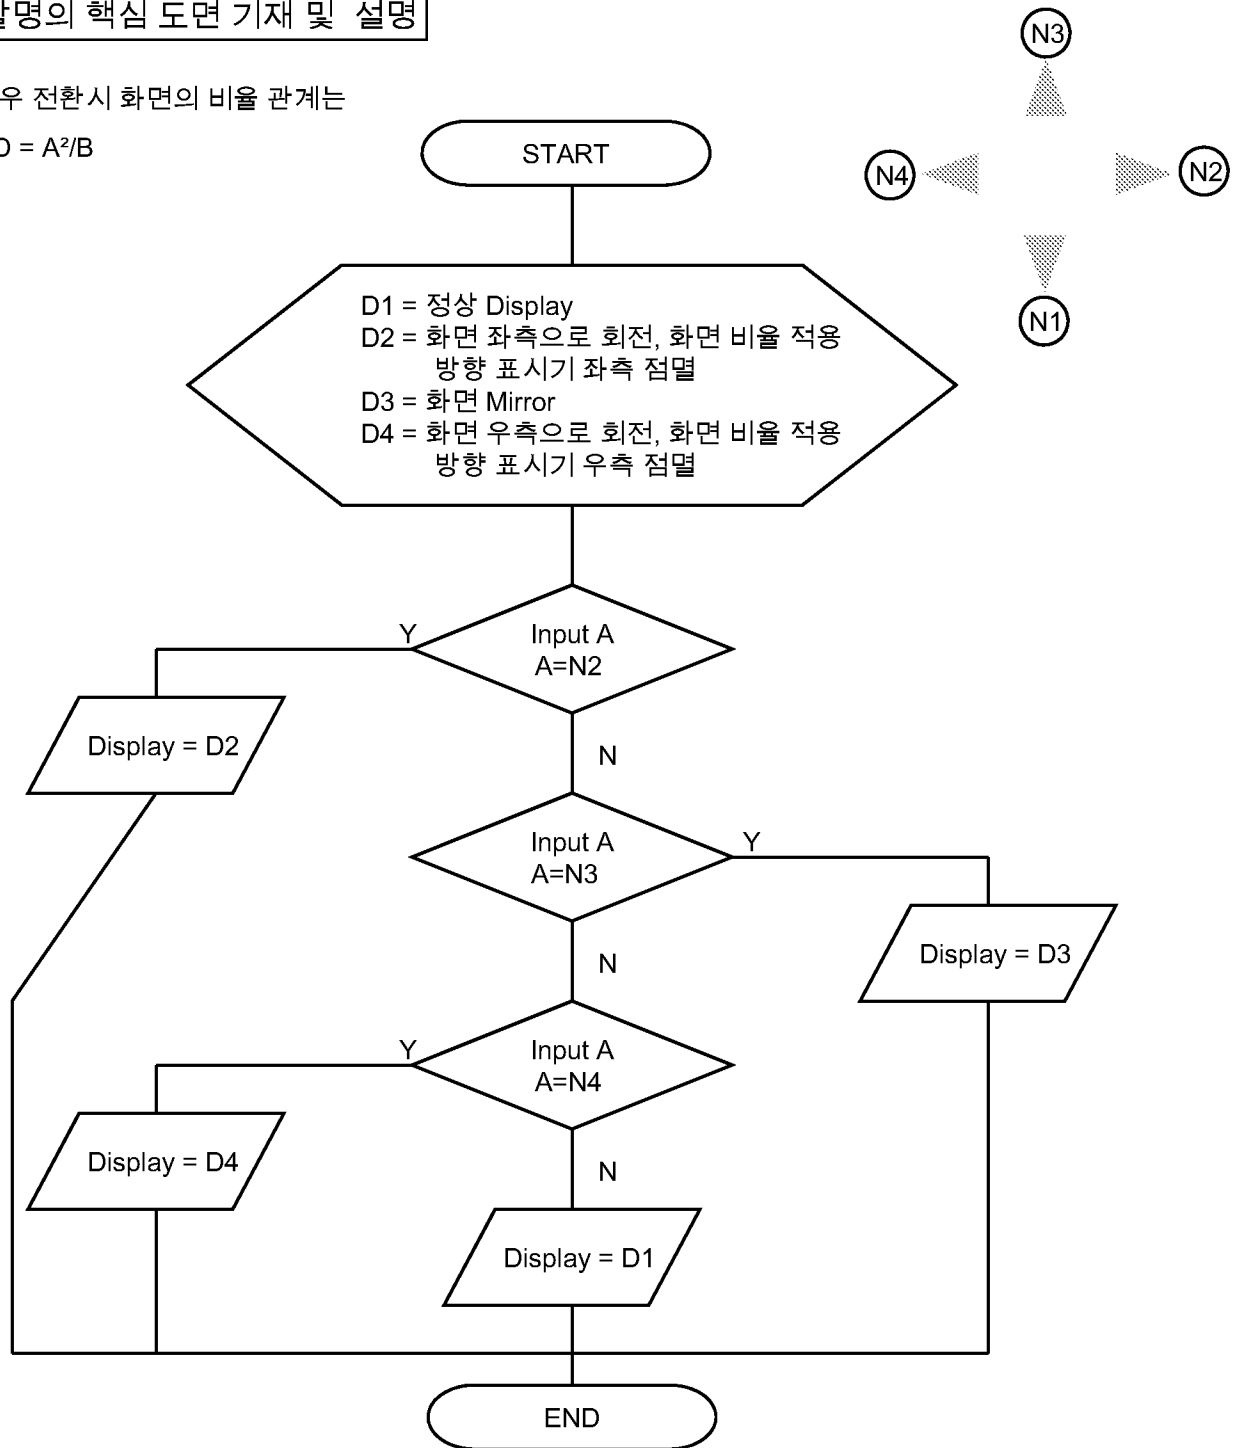 명의 핵심 도면 기재 및 설명
우 전환시 화면의 비율 관계는
= A²/B
N3
N4
N2
N1
START
D1 = 정상 Display
D2 = 화면 좌측으로 회전, 화면 비율 적용
방향 표시기 좌측 점멸
D3 = 화면 Mirror
D4 = 화면 우측으로 회전, 화면 비율 적용
방향 표시기 우측 점멸
Y
Input A
A=N2
Display = D2
N
Input A
A=N3
Y
Display = D3
N
Y
Input A
A=N4
Display = D4
N
Display = D1
END